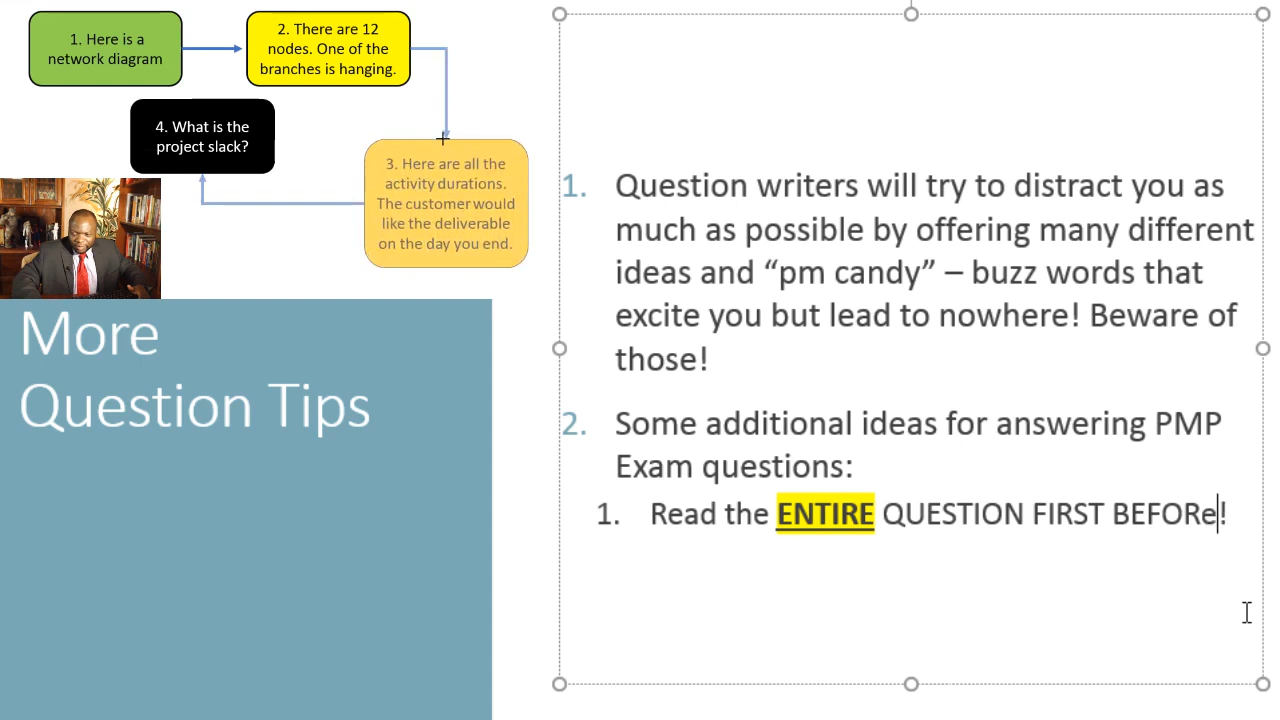 1. Here is a
network diagram
2. There are 12
nodes. One of the
branches is hanging.
3. Here are all the
activity durations.
The customer would
like the deliverable
on the day you end.
4. What is the
project slack?
More
Question Tips
1. Question writers will try to distract you as
much as possible by offering many different
ideas and “pm candy” – buzz words that
excite you but lead to nowhere! Beware of
those!
2. Some additional ideas for answering PMP
Exam questions:
1. Read the ENTIRE QUESTION FIRST BEFORe!